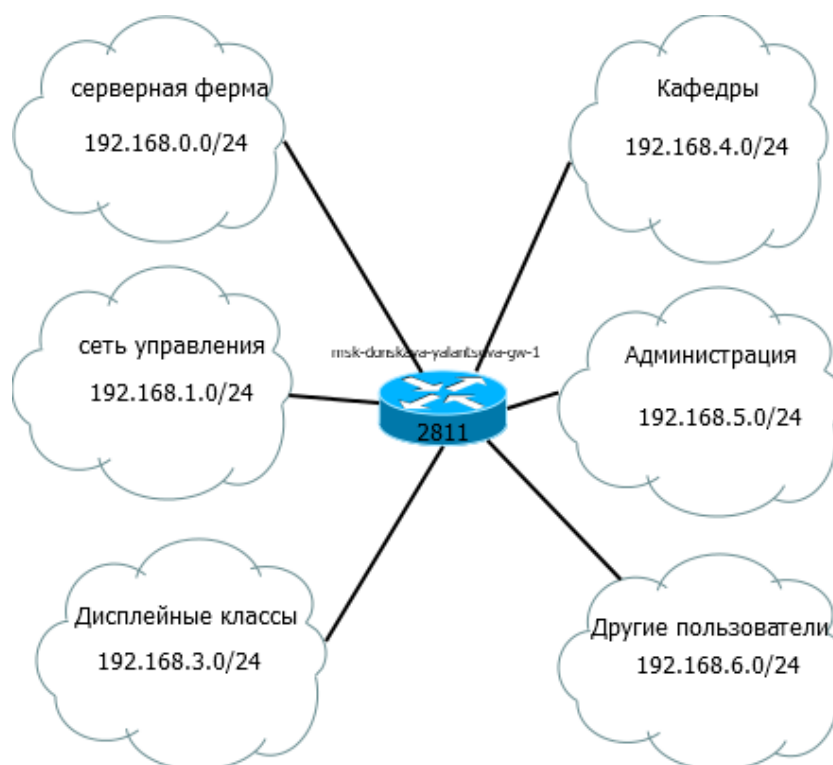 серверная ферма
192.168.0.0/24
Кафедры
192.168.4.0/24
сеть управления
192.168.1.0/24
msk-donskaya-yalantseva-gw-1
2811
Администрация
192.168.5.0/24
Дисплейные классы
192.168.3.0/24
Другие пользователи
192.168.6.0/24